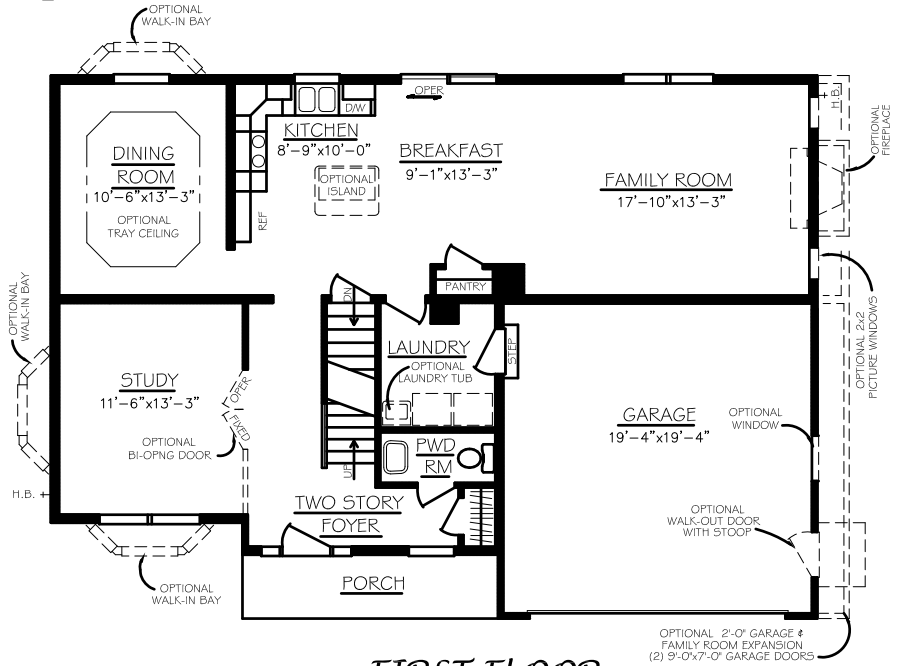 OPTIONAL
WALK-IN BAY
OPER
H.B.
D/W
KITCHEN
8'-9"x10'-0"
BREAKFAST
9'-1"x13'-3"
OPTIONAL
FIREPLACE
DINING
ROOM
10'-6"x13'-3"
OPTIONAL
TRAY CEILING
OPTIONAL
ISLAND
REF
FAMILY ROOM
17'-10"x13'-3"
PANTRY
DN
OPTIONAL
WALK-IN BAY
OPTIONAL 2x2
PICTURE WINDOWS
LAUNDRY
OPTIONAL
LAUNDRY TUB
STEP
STUDY
11'-6"x13'-3"
OPER
FIXED
OPTIONAL
BI-OPNG DOOR
GARAGE
19'-4"x19'-4"
OPTIONAL
WINDOW
PWD
RM
UP
H.B.
TWO STORY
FOYER
OPTIONAL
WALK-OUT DOOR
WITH STOOP
PORCH
OPTIONAL
WALK-IN BAY
OPTIONAL 2'-0" GARAGE &
FAMILY ROOM EXPANSION
(2) 9'-0"x7'-0" GARAGE DOORS
FIRST FLOOR